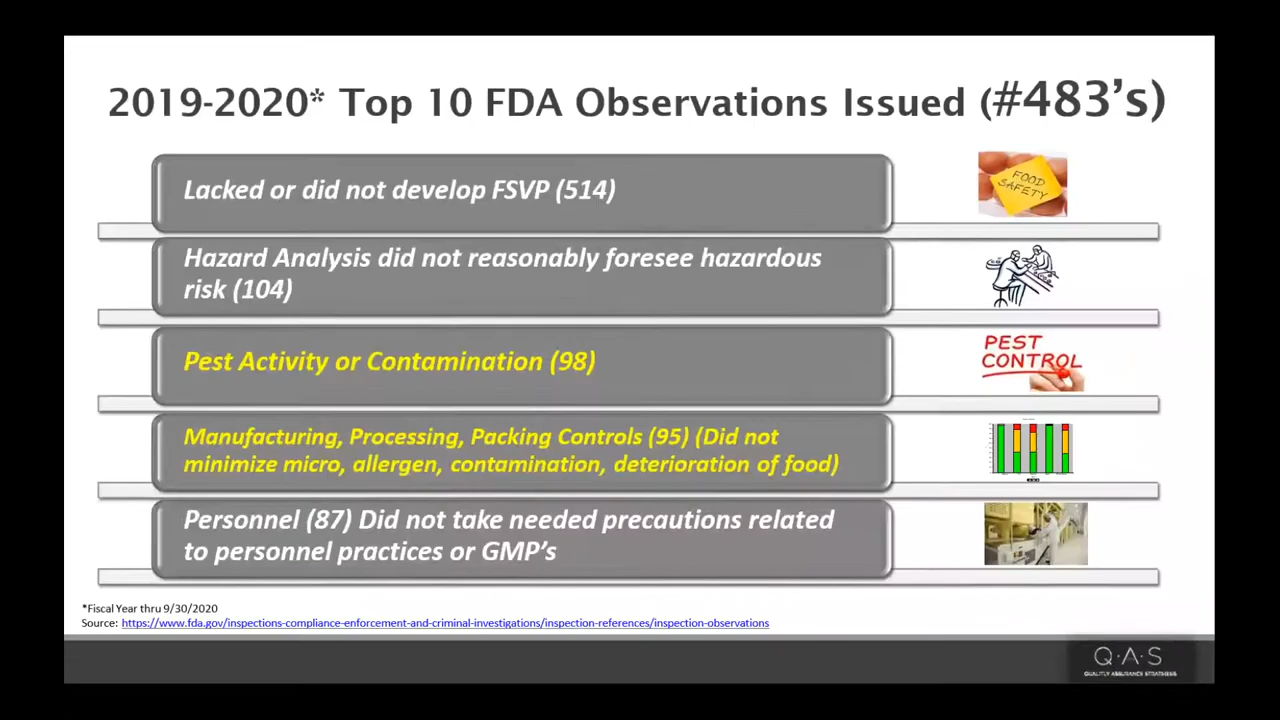 2019-2020* Top 10 FDA Observations Issued (#483’s)
Lacked or did not develop FSVP (514)
FOOD
SAFETY
Hazard Analysis did not reasonably foresee hazardous
risk (104)
Pest Activity or Contamination (98)
PEST
CONTROL
Manufacturing, Processing, Packing Controls (95) (Did not
minimize micro, allergen, contamination, deterioration of food)
Personnel (87) Did not take needed precautions related
to personnel practices or GMP’s
*Fiscal Year thru 9/30/2020
Source: https://www.fda.gov/inspections-compliance-enforcement-and-criminal-investigations/inspection-references/inspection-observations
Q·A·S
QUALITY ASSURANCE STRATEGIES